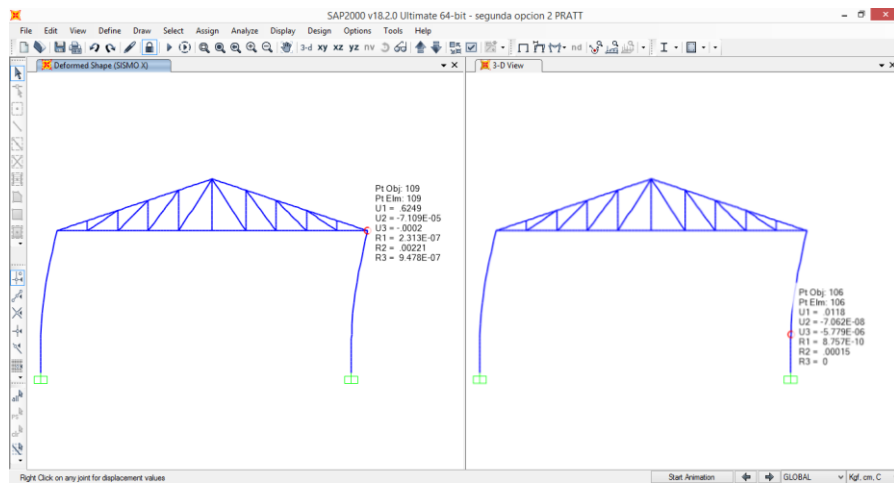 SAP2000 v18.2.0 Ultimate 64-bit - segunda opcion 2 PRATT
File Edit View Define Draw Select Assign Analyze Display Design Options Tools Help
3-d xy xz yz nv
nd
Deformed Shape (SISMO X)
3-D View
Pt Obj: 109
Pt Elm: 109
U1 = .6249
U2 = -7.109E-05
U3 = -.0002
R1 = 2.313E-07
R2 = .00221
R3 = 9.478E-07
Pt Obj: 106
Pt Elm: 106
U1 = .0118
U2 = -7.062E-08
U3 = -5.779E-06
R1 = 8.757E-10
R2 = .00015
R3 = 0
all
Right Click on any joint for displacement values
Start Animation
GLOBAL
Kgf, cm, C